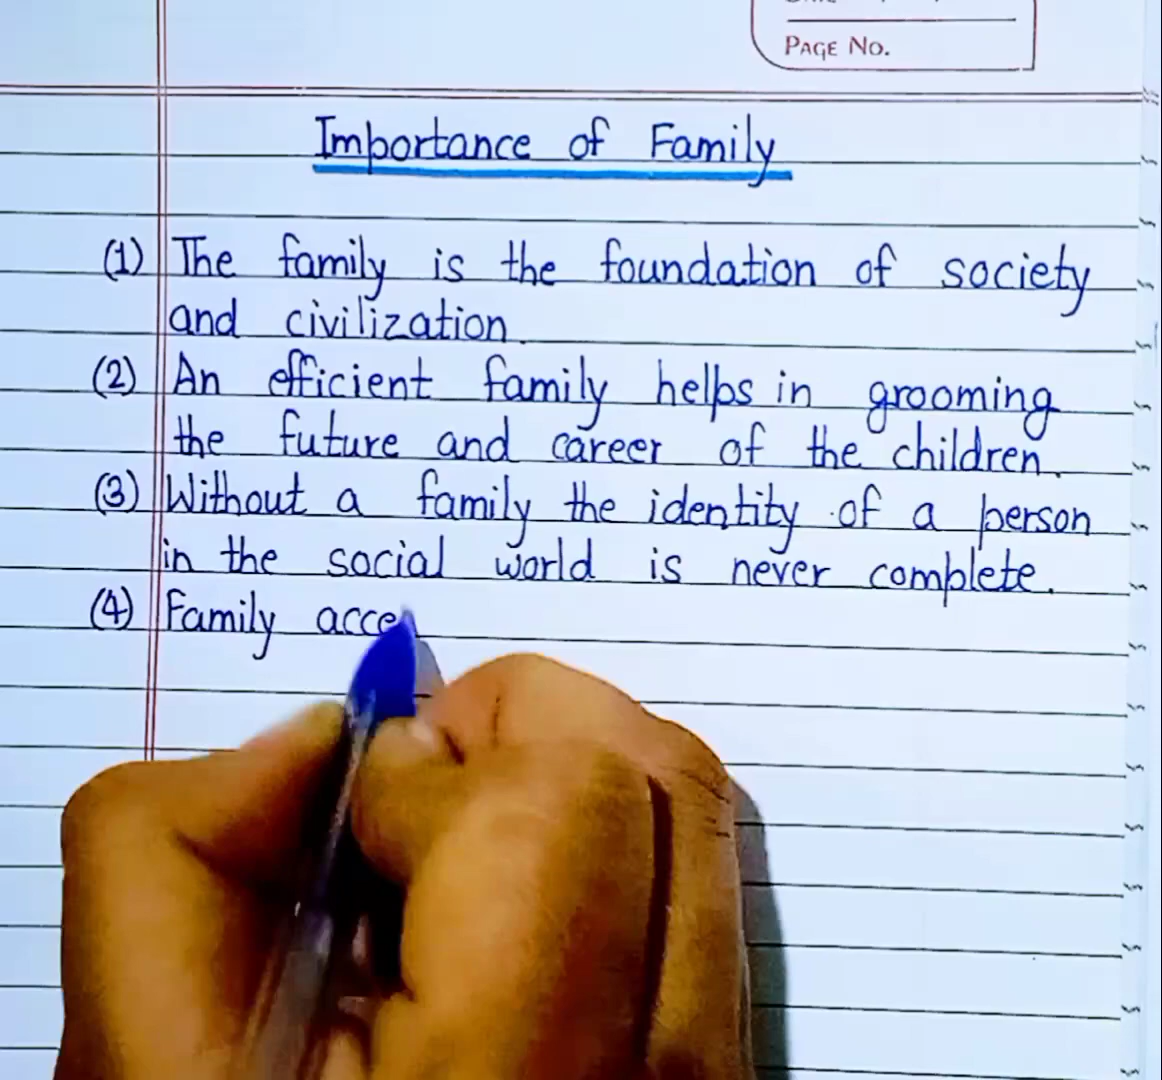 PAGE NO.
Importance of Family
(1) The family is the foundation of society
and civilization.
(2) An efficient family helps in grooming
the future and career of the children.
(3) Without a family the identity of a person
in the social world is never complete.
(4) Family acce